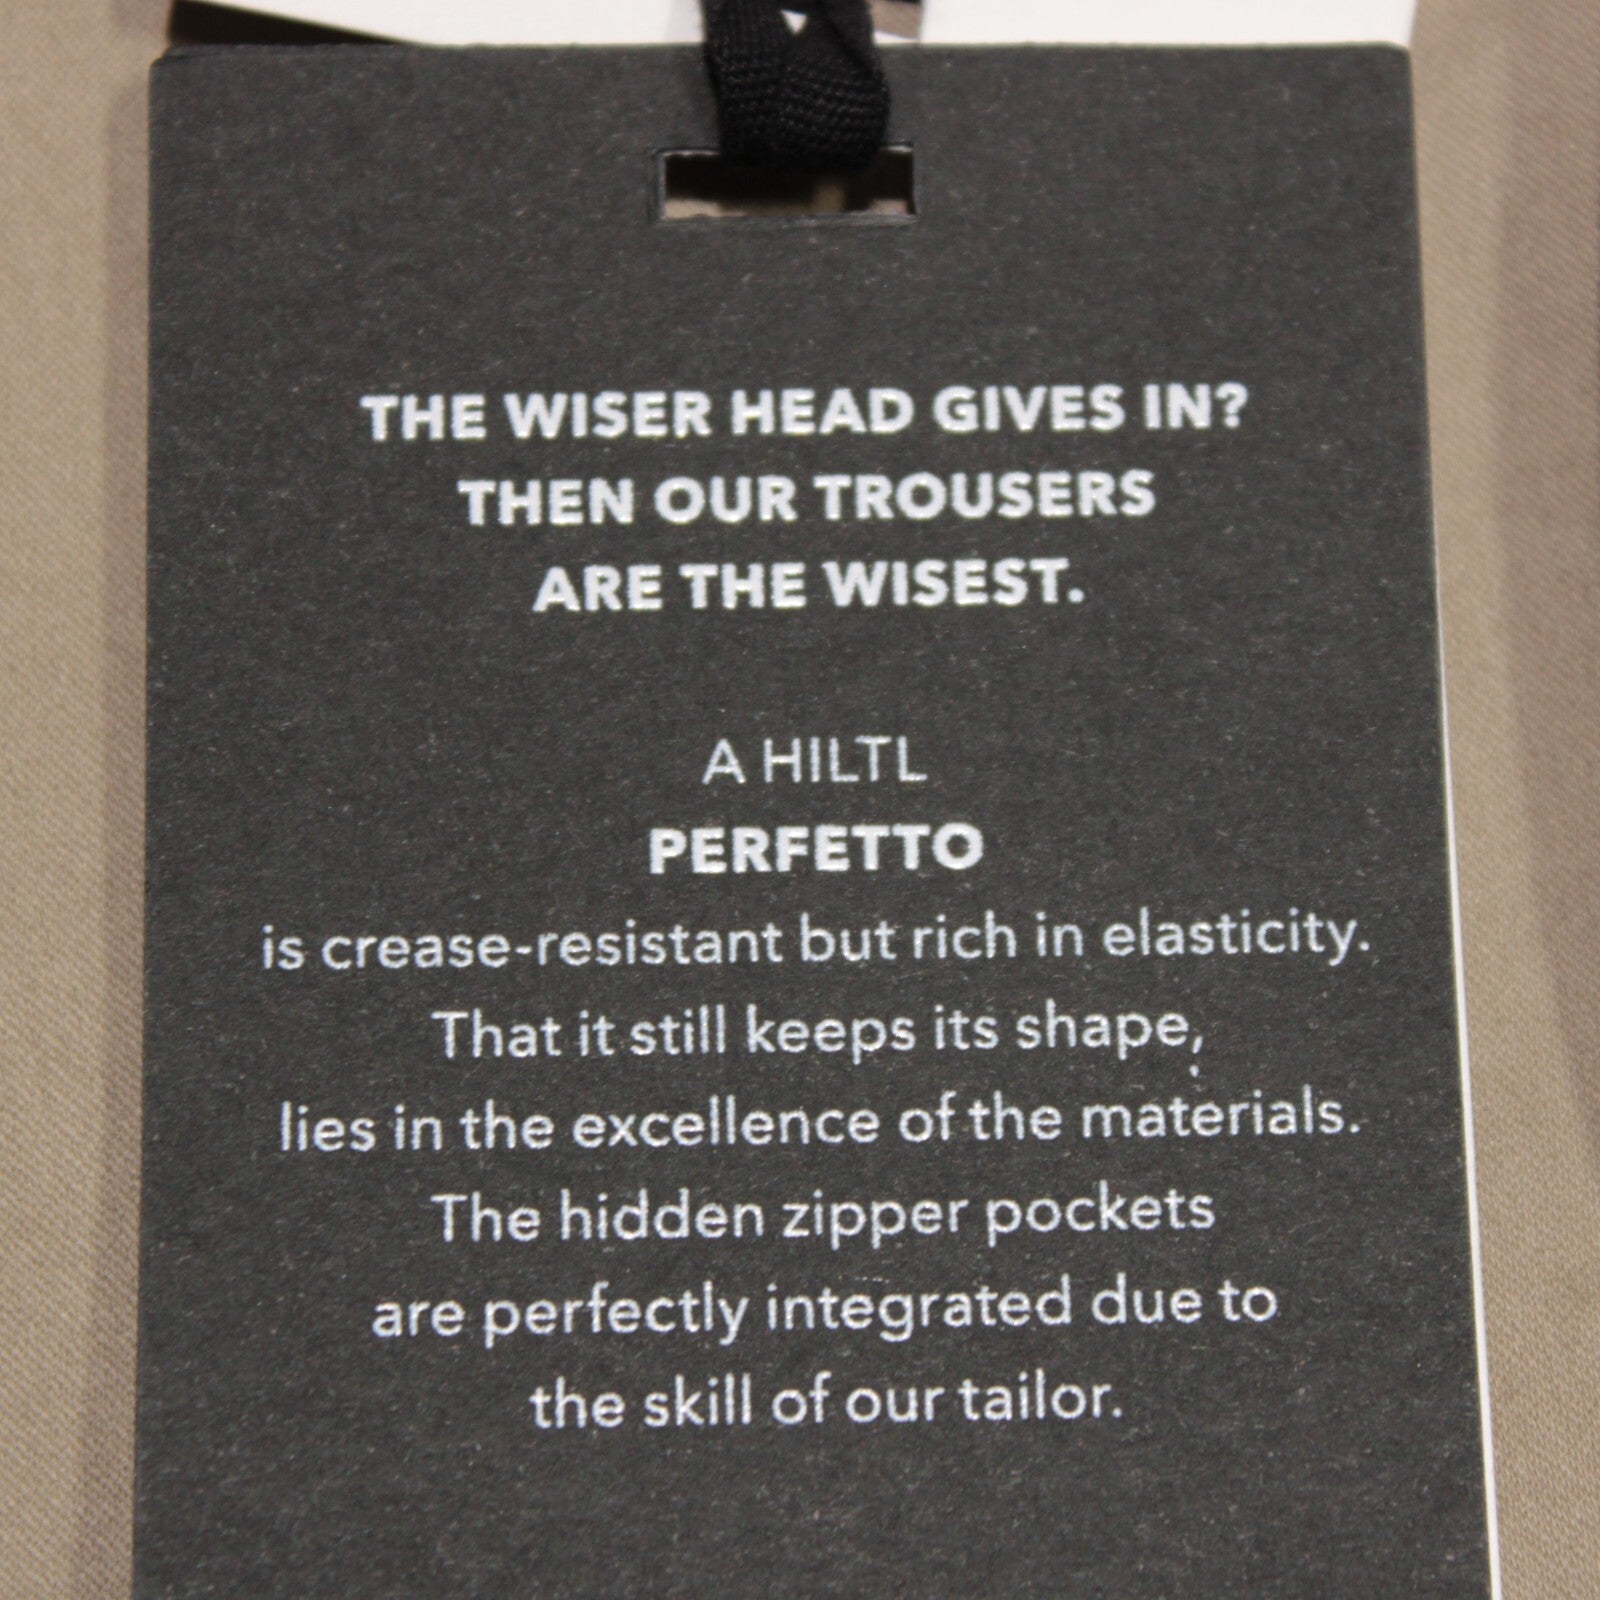 THE WISER HEAD GIVES IN?
THEN OUR TROUSERS
ARE THE WISEST.
A HILTL
PERFETTO
is crease-resistant but rich in elasticity.
That it still keeps its shape,
lies in the excellence of the materials.
The hidden zipper pockets
are perfectly integrated due to
the skill of our tailor.